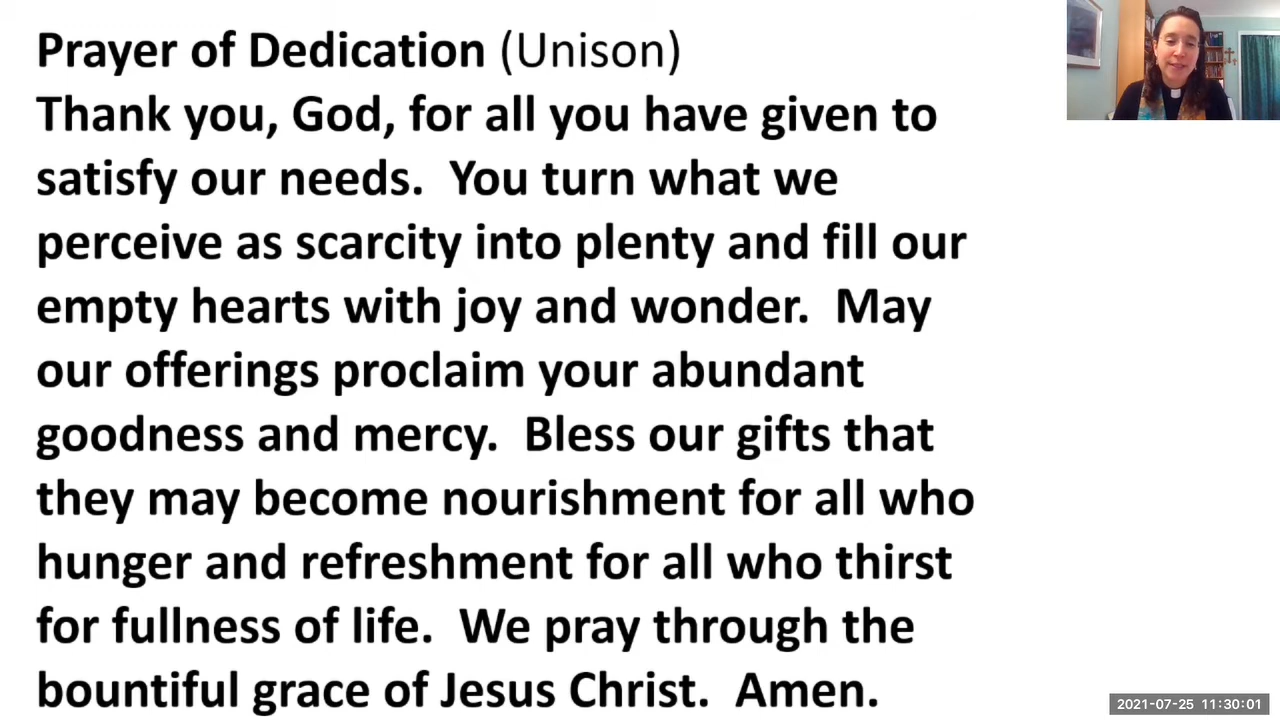 Prayer of Dedication (Unison)
Thank you, God, for all you have given to
satisfy our needs.  You turn what we
perceive as scarcity into plenty and fill our
empty hearts with joy and wonder.  May
our offerings proclaim your abundant
goodness and mercy.  Bless our gifts that
they may become nourishment for all who
hunger and refreshment for all who thirst
for fullness of life.  We pray through the
bountiful grace of Jesus Christ.  Amen.
2021-07-25 11:30:01